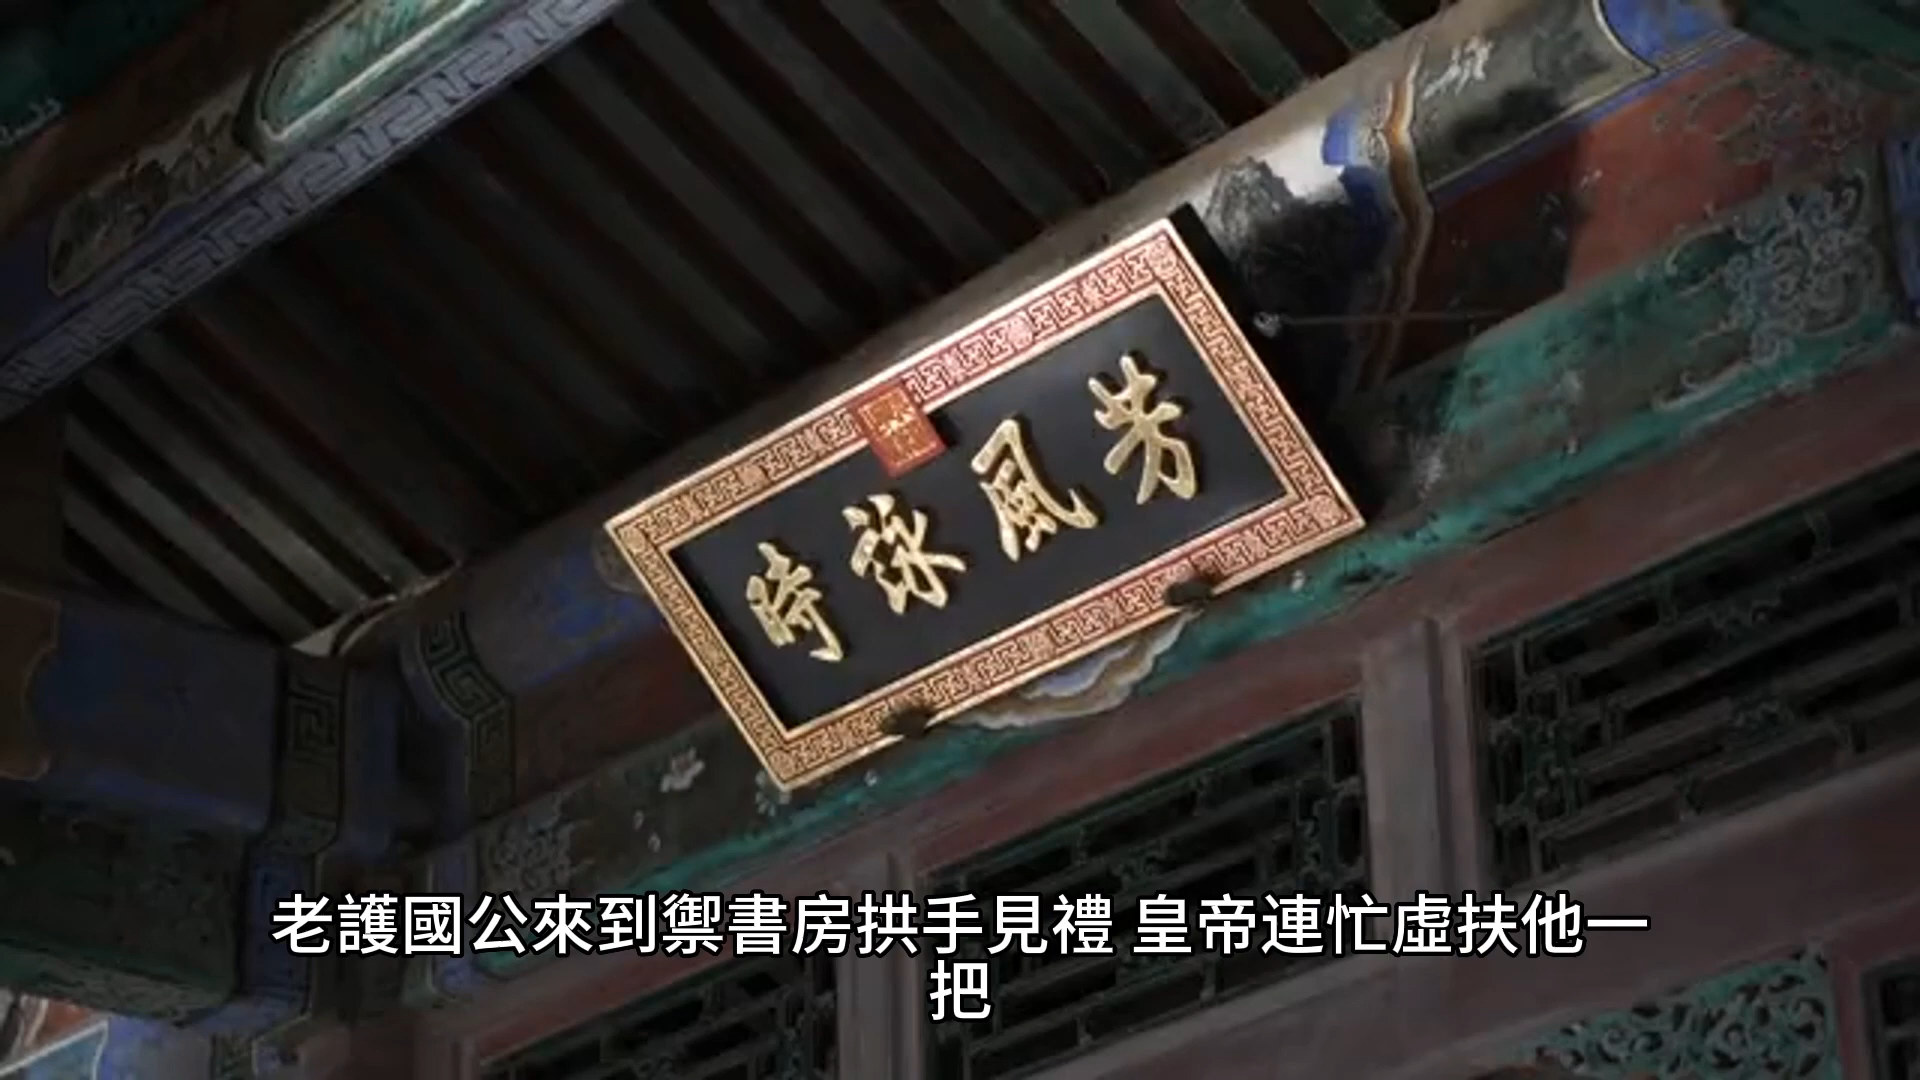 芳風詠時
老護國公來到禦書房拱手見禮 皇帝連忙虛扶他一
把